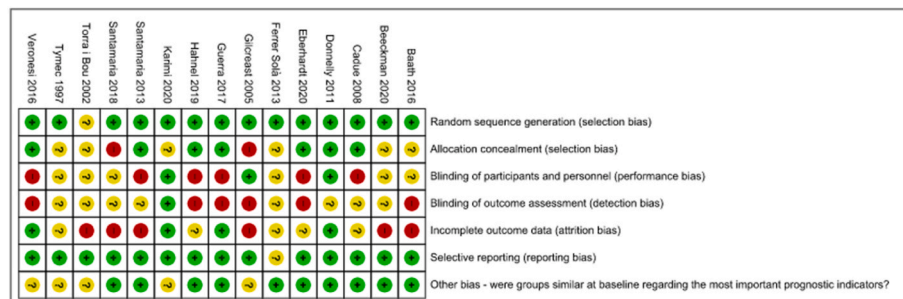 Veronesi 2016
Tymec 1997
Torra i Bou 2002
Santamaria 2018
Santamaria 2013
Karimi 2020
Hahnel 2019
Guerra 2017
Gilcreast 2005
Ferrer Solà 2013
Eberhardt 2020
Donnelly 2011
Cadue 2008
Beeckman 2020
Baath 2016
+ + ? + + + + + + + + + + + + Random sequence generation (selection bias)
+ ? ? - + ? + + - ? + + + ? ? Allocation concealment (selection bias)
- ? ? ? - + - - + ? - + - ? ? Blinding of participants and personnel (performance bias)
- ? ? ? ? + - - - ? - ? ? ? - Blinding of outcome assessment (detection bias)
+ ? - - - + ? + - ? ? + ? - - Incomplete outcome data (attrition bias)
+ + + + + + + + + ? + + + + + Selective reporting (reporting bias)
? ? ? + + ? + + ? + + + + + + Other bias - were groups similar at baseline regarding the most important prognostic indicators?